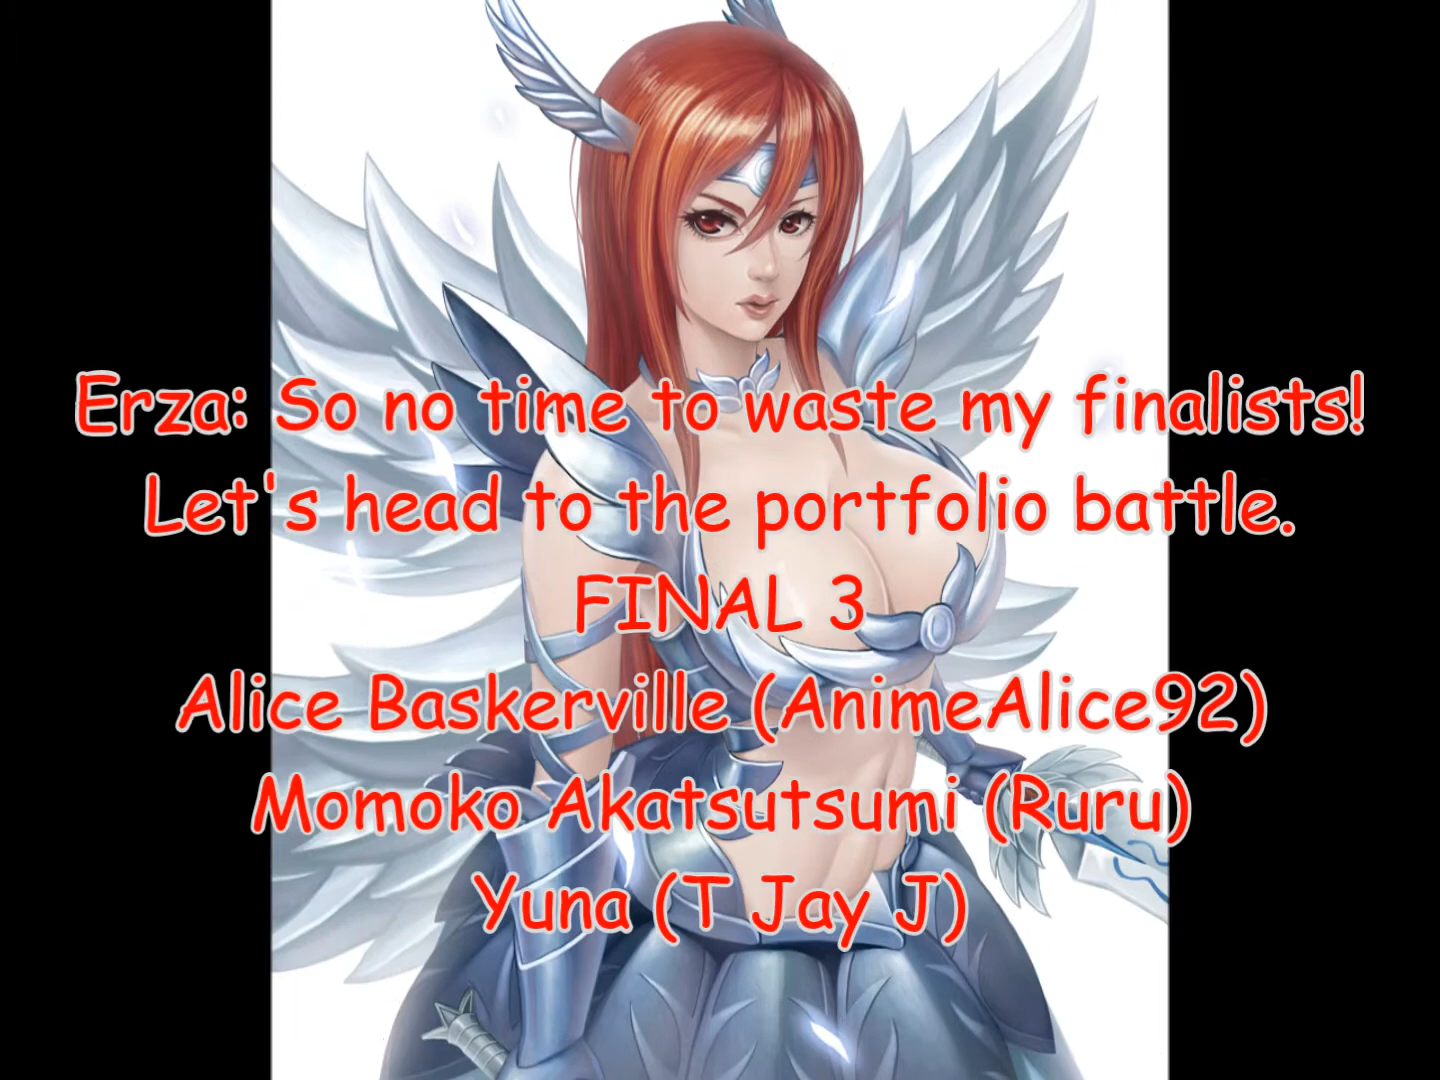 Erza: So no time to waste my finalists!
Let's head to the portfolio battle.
FINAL 3
Alice Baskerville (AnimeAlice92)
Momoko Akatsutsumi (Ruru)
Yuna (T Jay J)